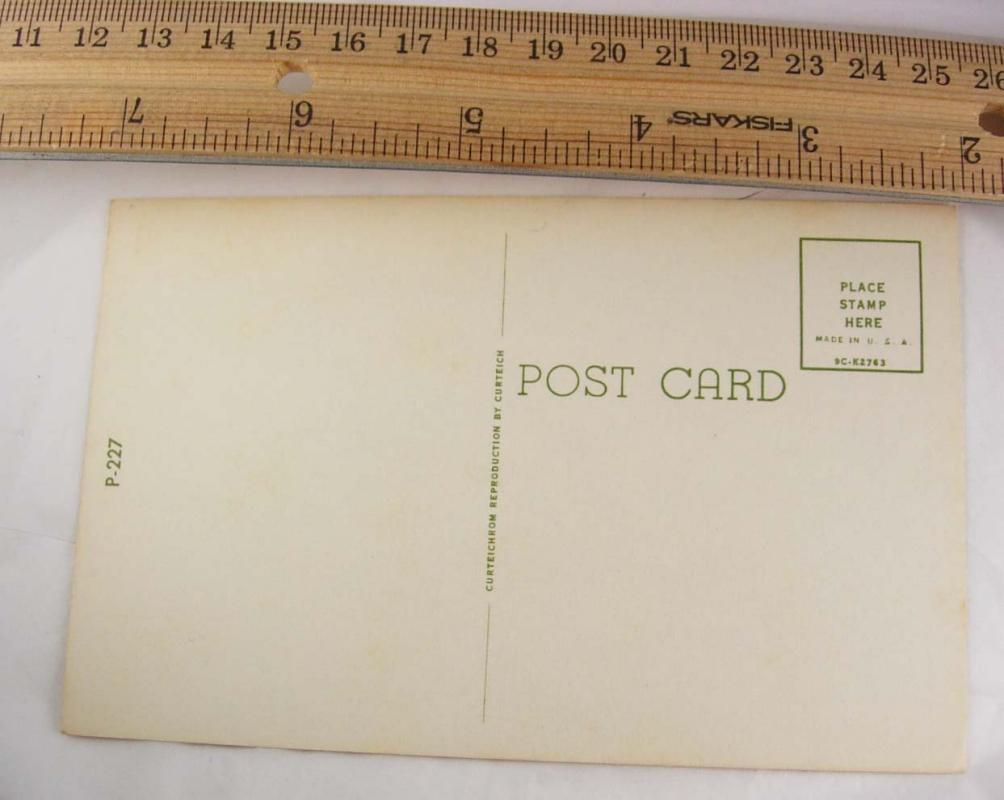 11 12 13 14 15 16 17 18 19 20 21 22 23 24 25 26
7 6 5 4 FISKARS® 3 2
PLACE
STAMP
HERE
MADE IN U. S. A.
9C-K2763
POST CARD
CURTEICHROM REPRODUCTION BY CURTEICH
P-227